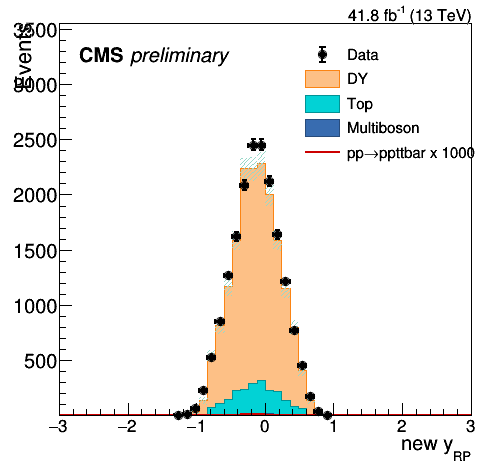 41.8 fb⁻¹ (13 TeV)
Events
CMS preliminary
Data
DY
Top
Multiboson
pp→ppttbar x 1000
3500
3000
2500
2000
1500
1000
500
−3 −2 −1 0 1 2 3
new y_RP